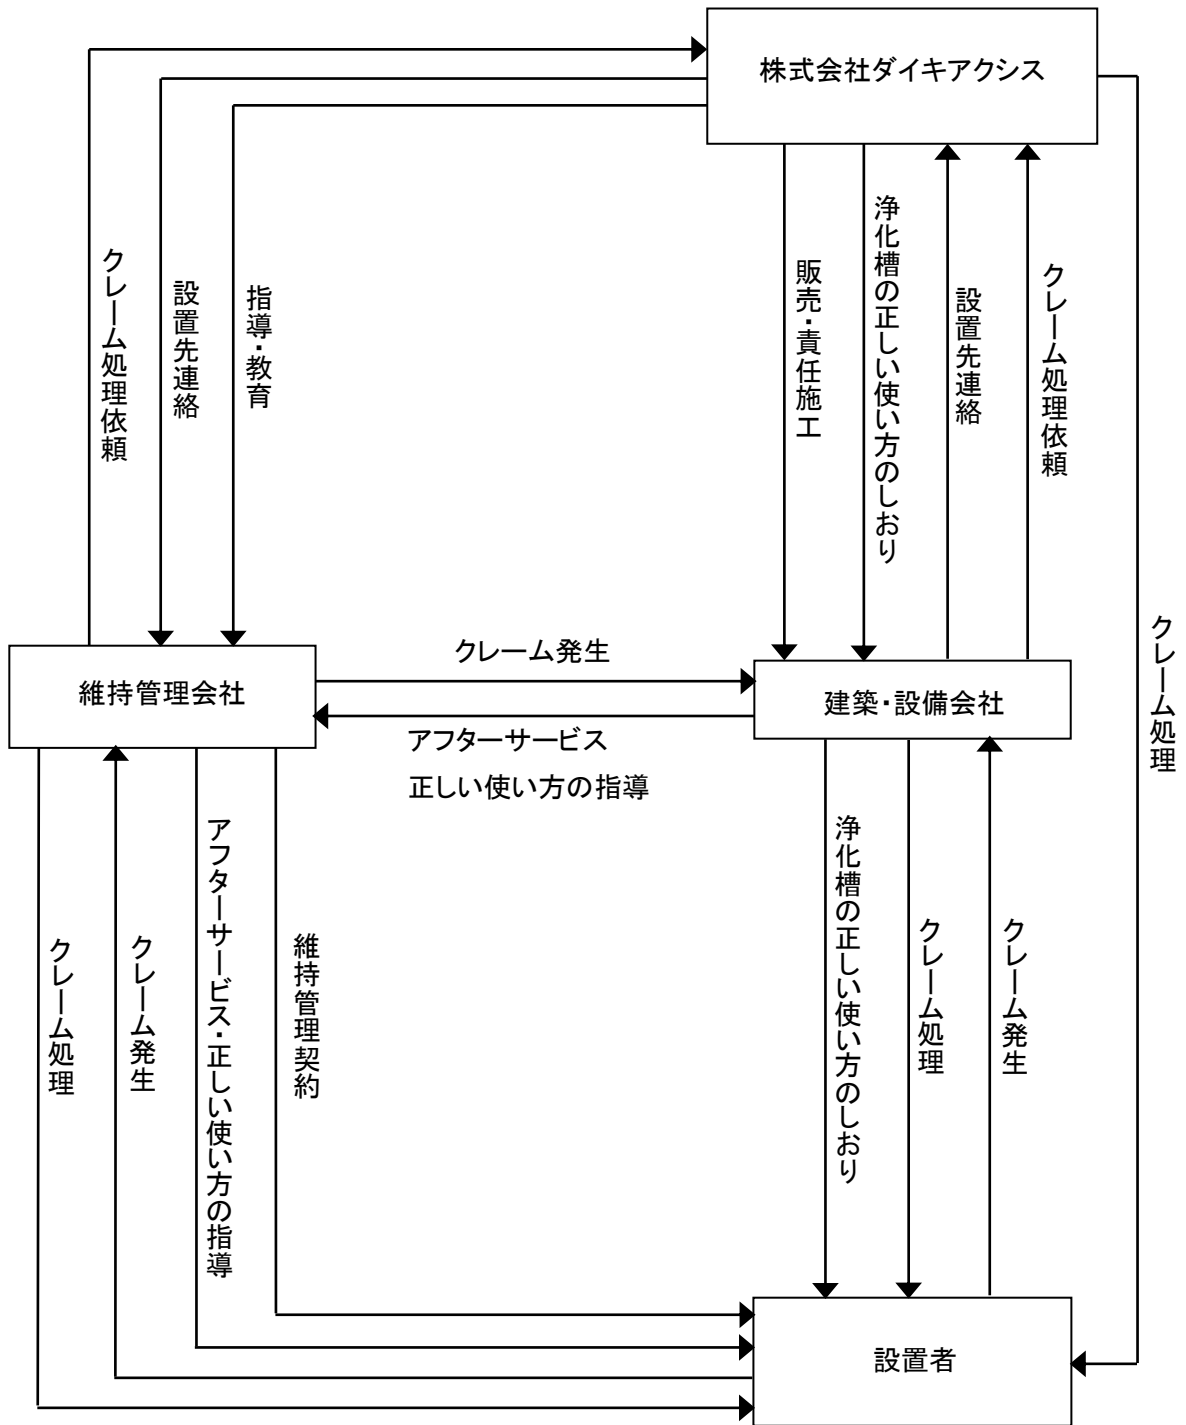 株式会社ダイキアクシス
クレーム処理依頼
設置先連絡
指導・教育
販売・責任施工
浄化槽の正しい使い方のしおり
設置先連絡
クレーム処理依頼
クレーム処理
維持管理会社
クレーム発生
アフターサービス
正しい使い方の指導
建築・設備会社
クレーム処理
クレーム発生
アフターサービス・正しい使い方の指導
維持管理契約
浄化槽の正しい使い方のしおり
クレーム処理
クレーム発生
設置者